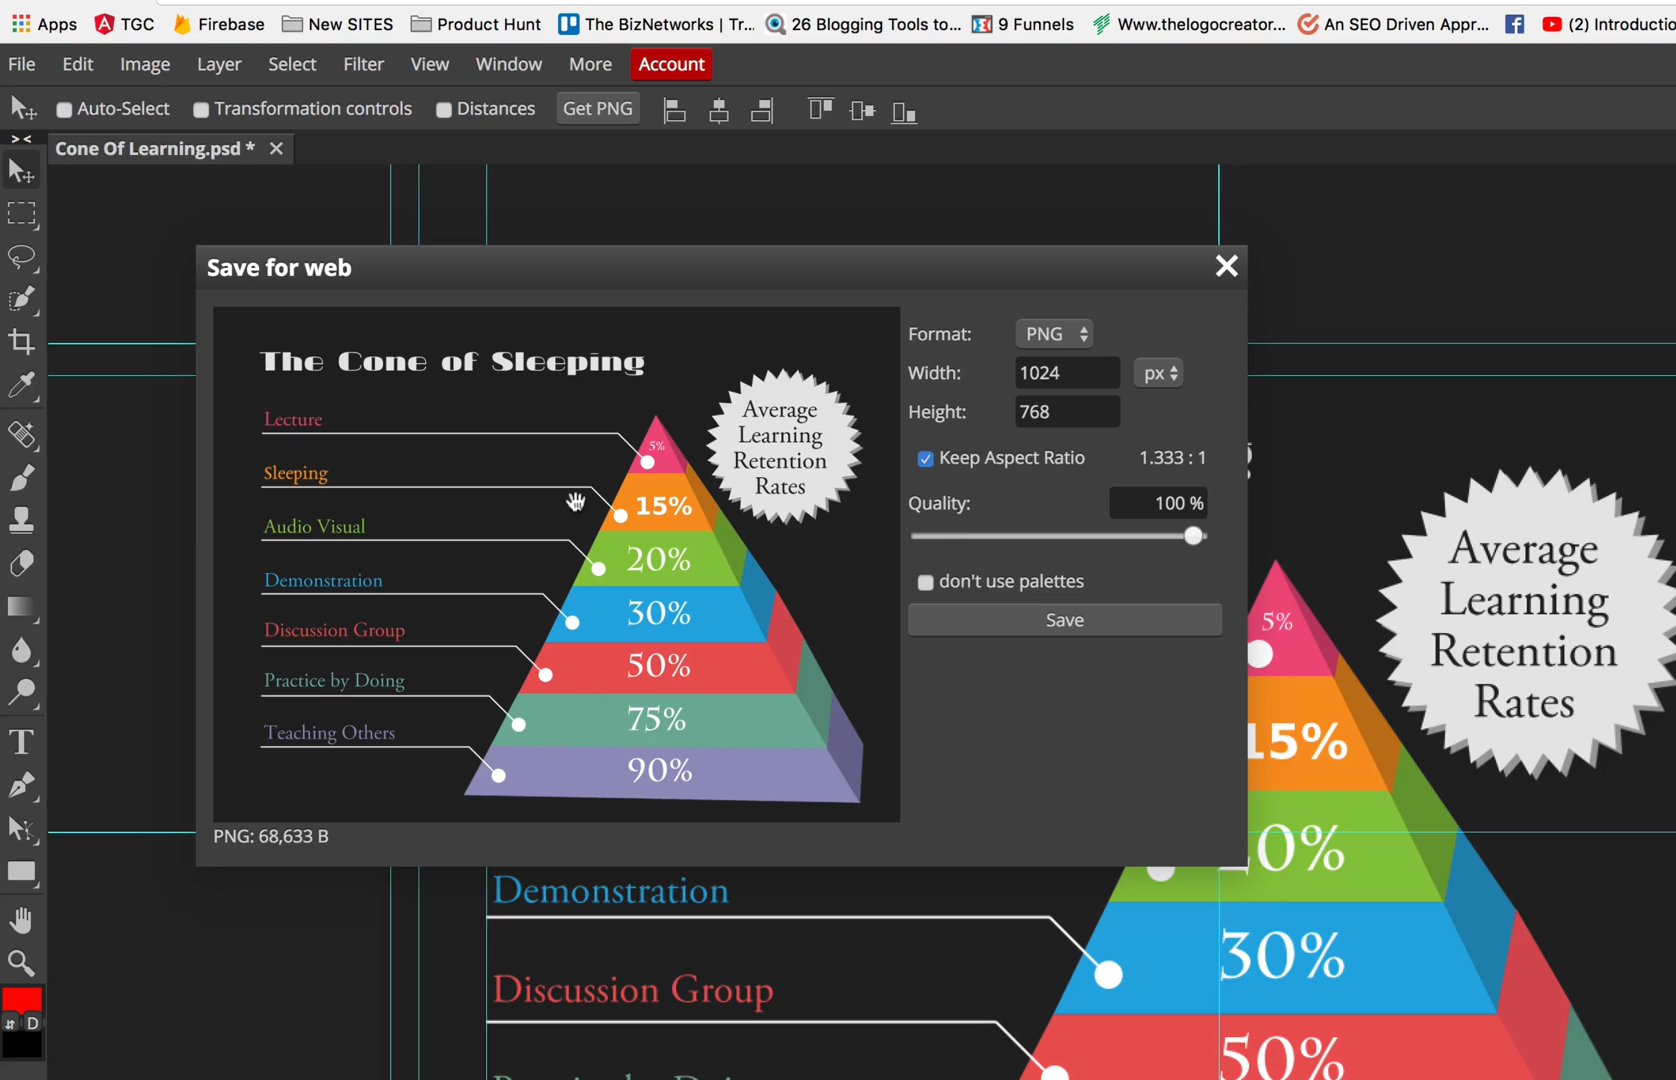 Apps TGC Firebase New SITES Product Hunt The BizNetworks | Tr... 26 Blogging Tools to... 9 Funnels Www.thelogocreator... An SEO Driven Appr... (2) Introductio
File Edit Image Layer Select Filter View Window More Account
Auto-Select Transformation controls Distances Get PNG
> <
Cone Of Learning.psd *
Save for web
The Cone of Sleeping
Average
Learning
Retention
Rates
Lecture
5%
Sleeping
15%
Audio Visual
20%
Demonstration
30%
Discussion Group
50%
Practice by Doing
75%
Teaching Others
90%
PNG: 68,633 B
Format: PNG
Width: 1024 px
Height: 768
Keep Aspect Ratio 1.333 : 1
Quality: 100 %
don't use palettes
Save
Average
Learning
Retention
Rates
5%
15%
0%
Demonstration
30%
Discussion Group
50%
D